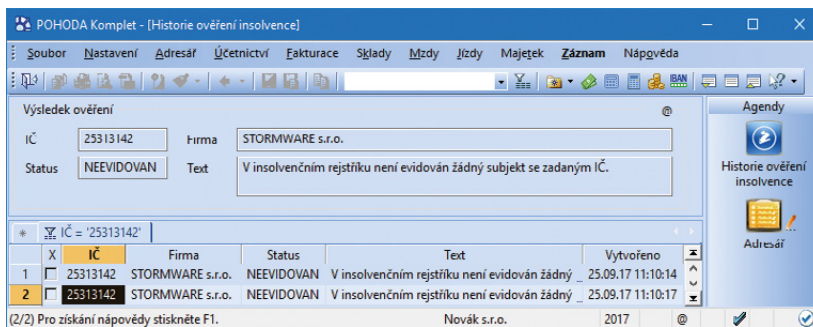 POHODA Komplet - [Historie ověření insolvence]
Soubor Nastavení Adresář Účetnictví Fakturace Sklady Mzdy Jízdy Majetek Záznam Nápověda
BAN
Výsledek ověření @ Agendy
IČ 25313142 Firma STORMWARE s.r.o.
Status NEEVIDOVAN Text V insolvenčním rejstříku není evidován žádný subjekt se zadaným IČ.
Historie ověření
insolvence
* IČ = '25313142'
Adresář
X IČ Firma Status Text Vytvořeno
1 25313142 STORMWARE s.r.o. NEEVIDOVAN V insolvenčním rejstříku není evidován žádný _ 25.09.17 11:10:14
2 25313142 STORMWARE s.r.o. NEEVIDOVAN V insolvenčním rejstříku není evidován žádný _ 25.09.17 11:10:17
(2/2) Pro získání nápovědy stiskněte F1. Novák s.r.o. 2017 @